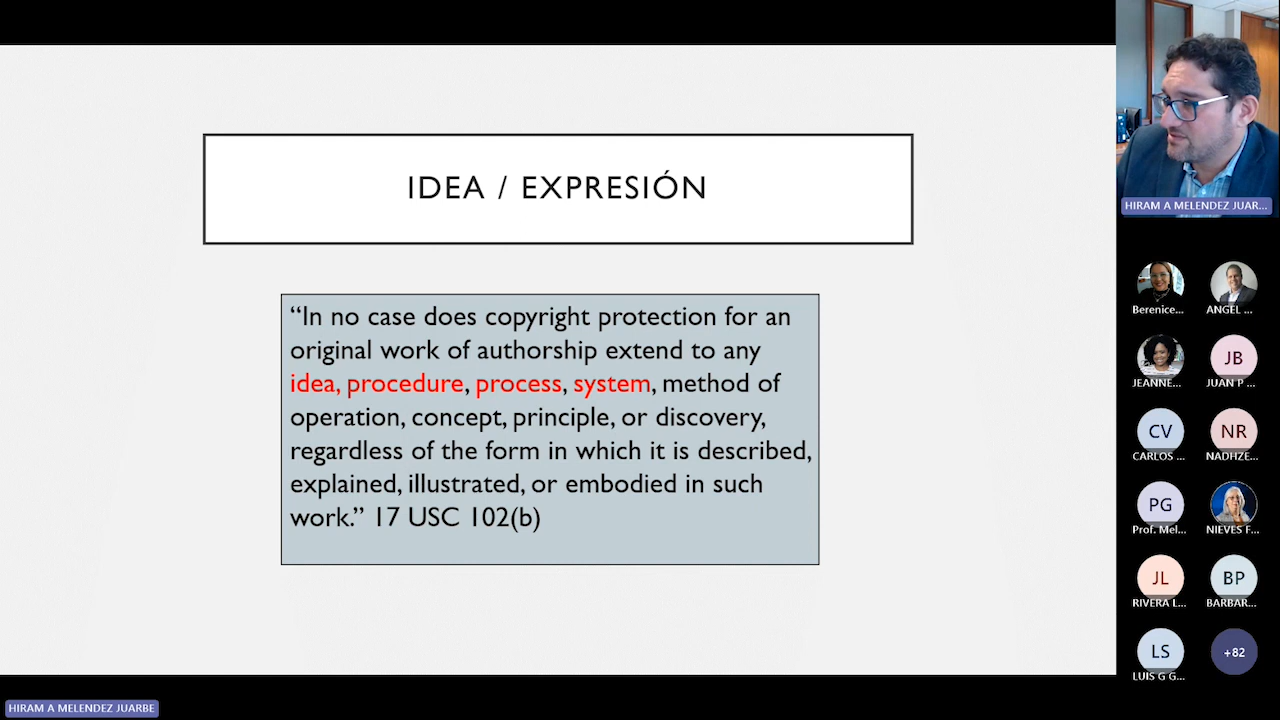 IDEA / EXPRESIÓN
“In no case does copyright protection for an
original work of authorship extend to any
idea, procedure, process, system, method of
operation, concept, principle, or discovery,
regardless of the form in which it is described,
explained, illustrated, or embodied in such
work.” 17 USC 102(b)
HIRAM A MELENDEZ JUAR...
Berenice...
ANGEL ...
JEANNE...
JB
JUAN P ...
CV
CARLOS ...
NR
NADHZE...
PG
Prof. Mel...
NIEVES F...
JL
RIVERA L...
BP
BARBAR...
LS
LUIS G G...
+82
HIRAM A MELENDEZ JUARBE